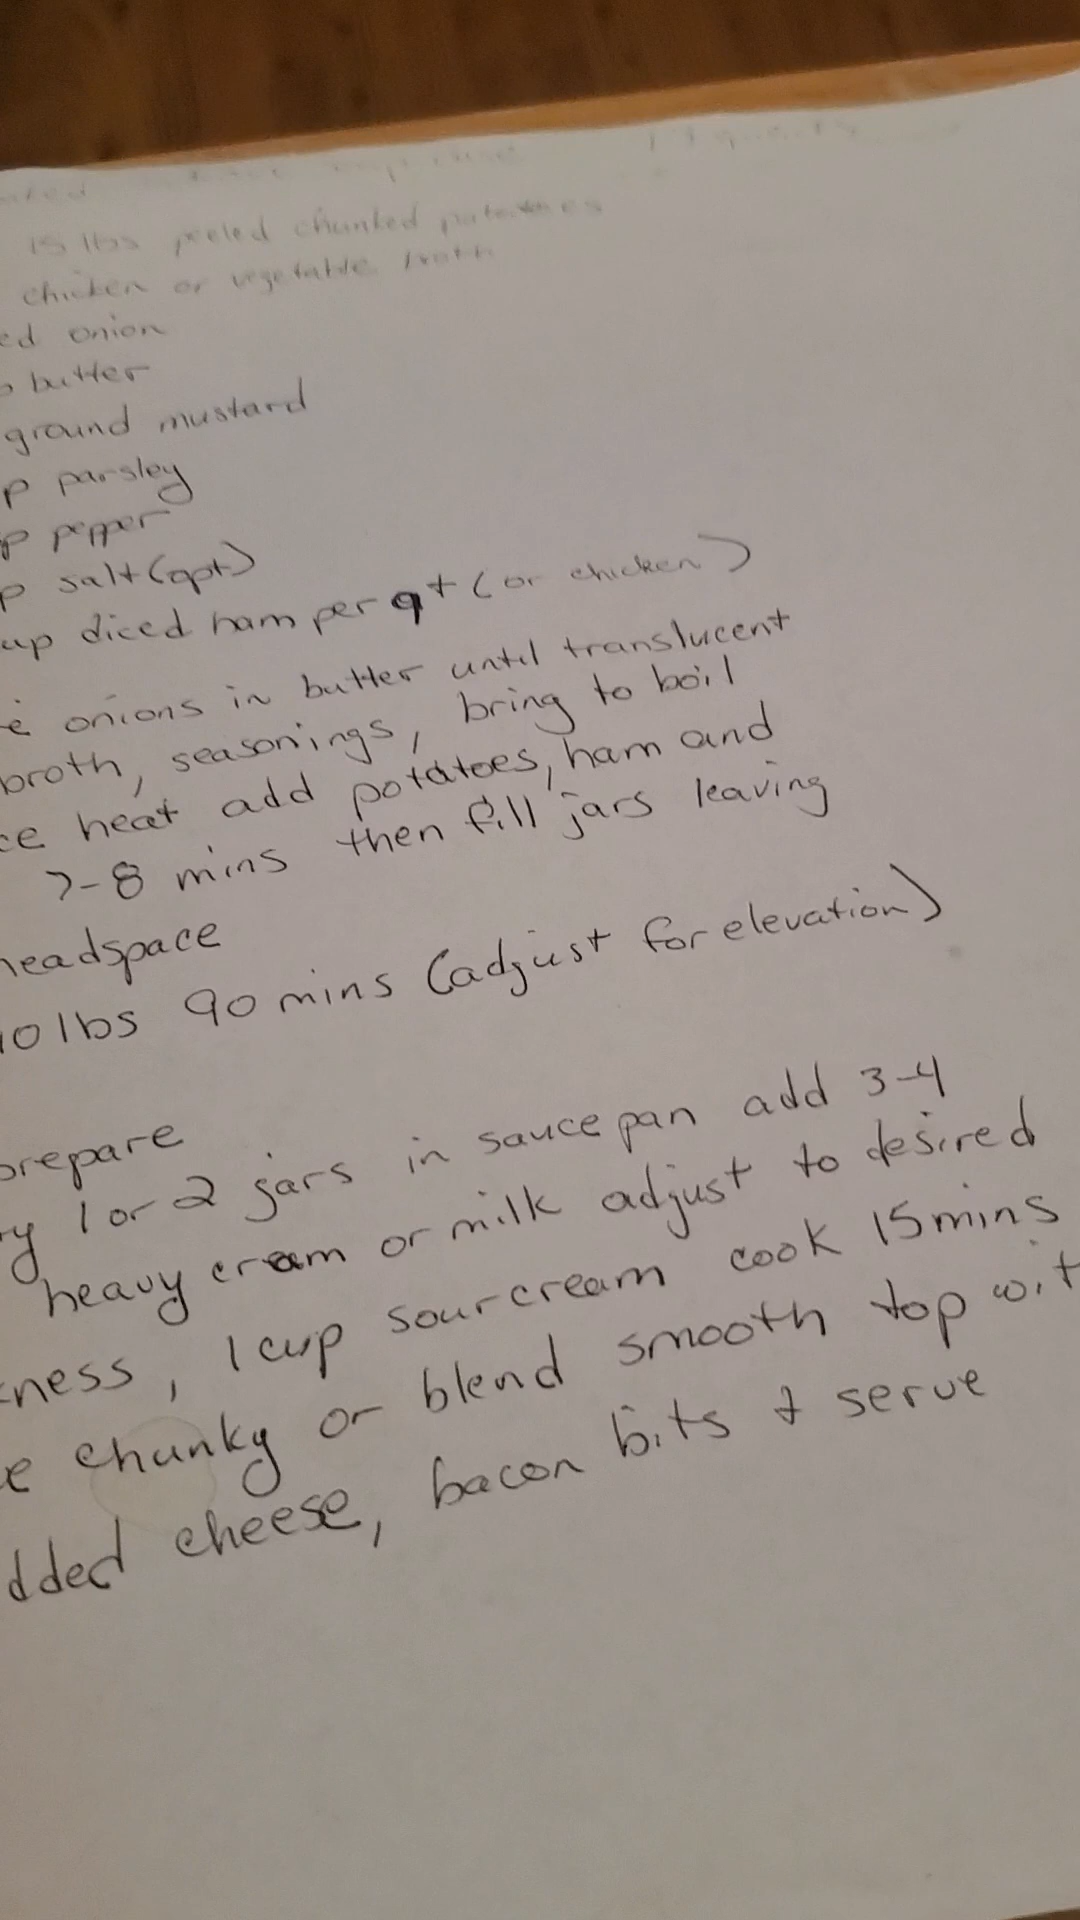 15 lbs peeled chunked potatoes
chicken or vegetable broth
ed onion
butter
ground mustard
p parsley
p pepper
p salt (opt)
up diced ham per qt (or chicken)
é onions in butter until translucent
broth, seasonings, bring to boil
ce heat add potatoes, ham and
7-8 mins then fill jars leaving
headspace
10 lbs 90 mins (adjust for elevation)
prepare
y 1 or 2 jars in saucepan add 3-4
heavy cream or milk adjust to desired
ness, 1 cup sour cream cook 15 mins
e chunky or blend smooth top wit
dded cheese, bacon bits & serve